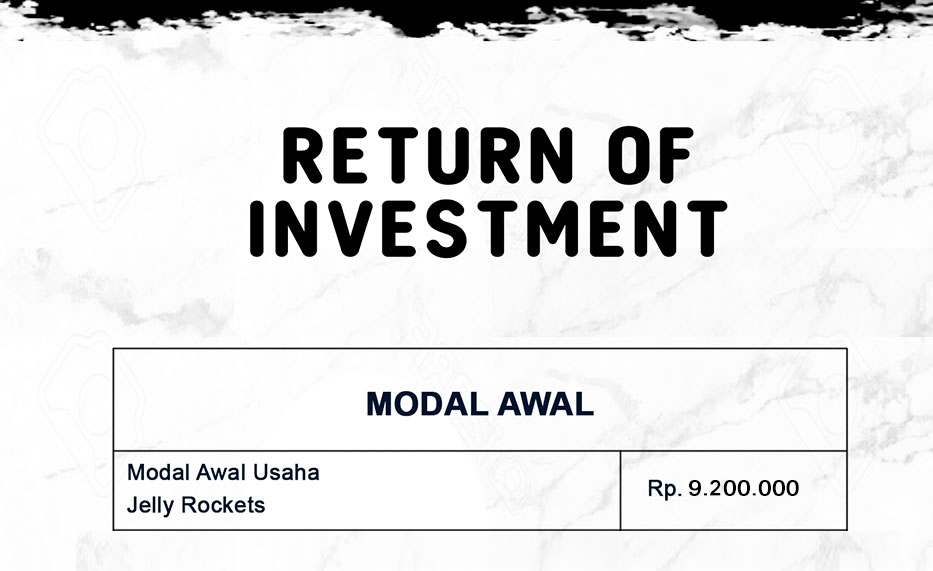 RETURN OF
INVESTMENT
MODAL AWAL
Modal Awal Usaha
Jelly Rockets
Rp. 9.200.000